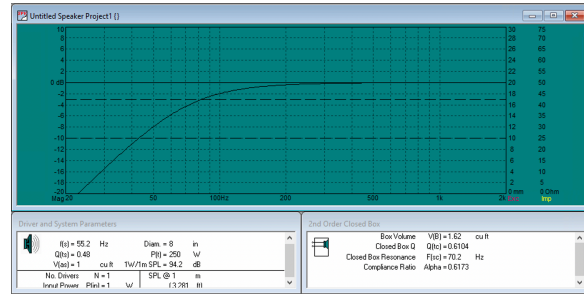 Untitled Speaker Project1 ()
10 30 75
8 28 70
6 26 65
4 24 60
2 22 55
0 dB 20 50
-2 18 45
-4 16 40
-6 14 35
-8 12 30
-10 10 25
-12 8 20
-14 6 15
-16 4 10
-18 2 5
-20 0 mm 0 Ohm
Mag 20 50 100Hz 200 500 1k 2k Imp
Driver and System Parameters
f(s) = 55.2 Hz Diam. = 8 in
Q(ts) = 0.48 P(t) = 250 W
V(as) = 1 cu ft 1W/1m SPL = 94.2 dB
No. Drivers N = 1 SPL @ 1 m
Input Power P(in) = 1 W (3.281 ft)
2nd Order Closed Box
Box Volume V(B) = 1.62 cu ft
Closed Box Q Q(tc) = 0.6104
Closed Box Resonance F(sc) = 70.2 Hz
Compliance Ratio Alpha = 0.6173